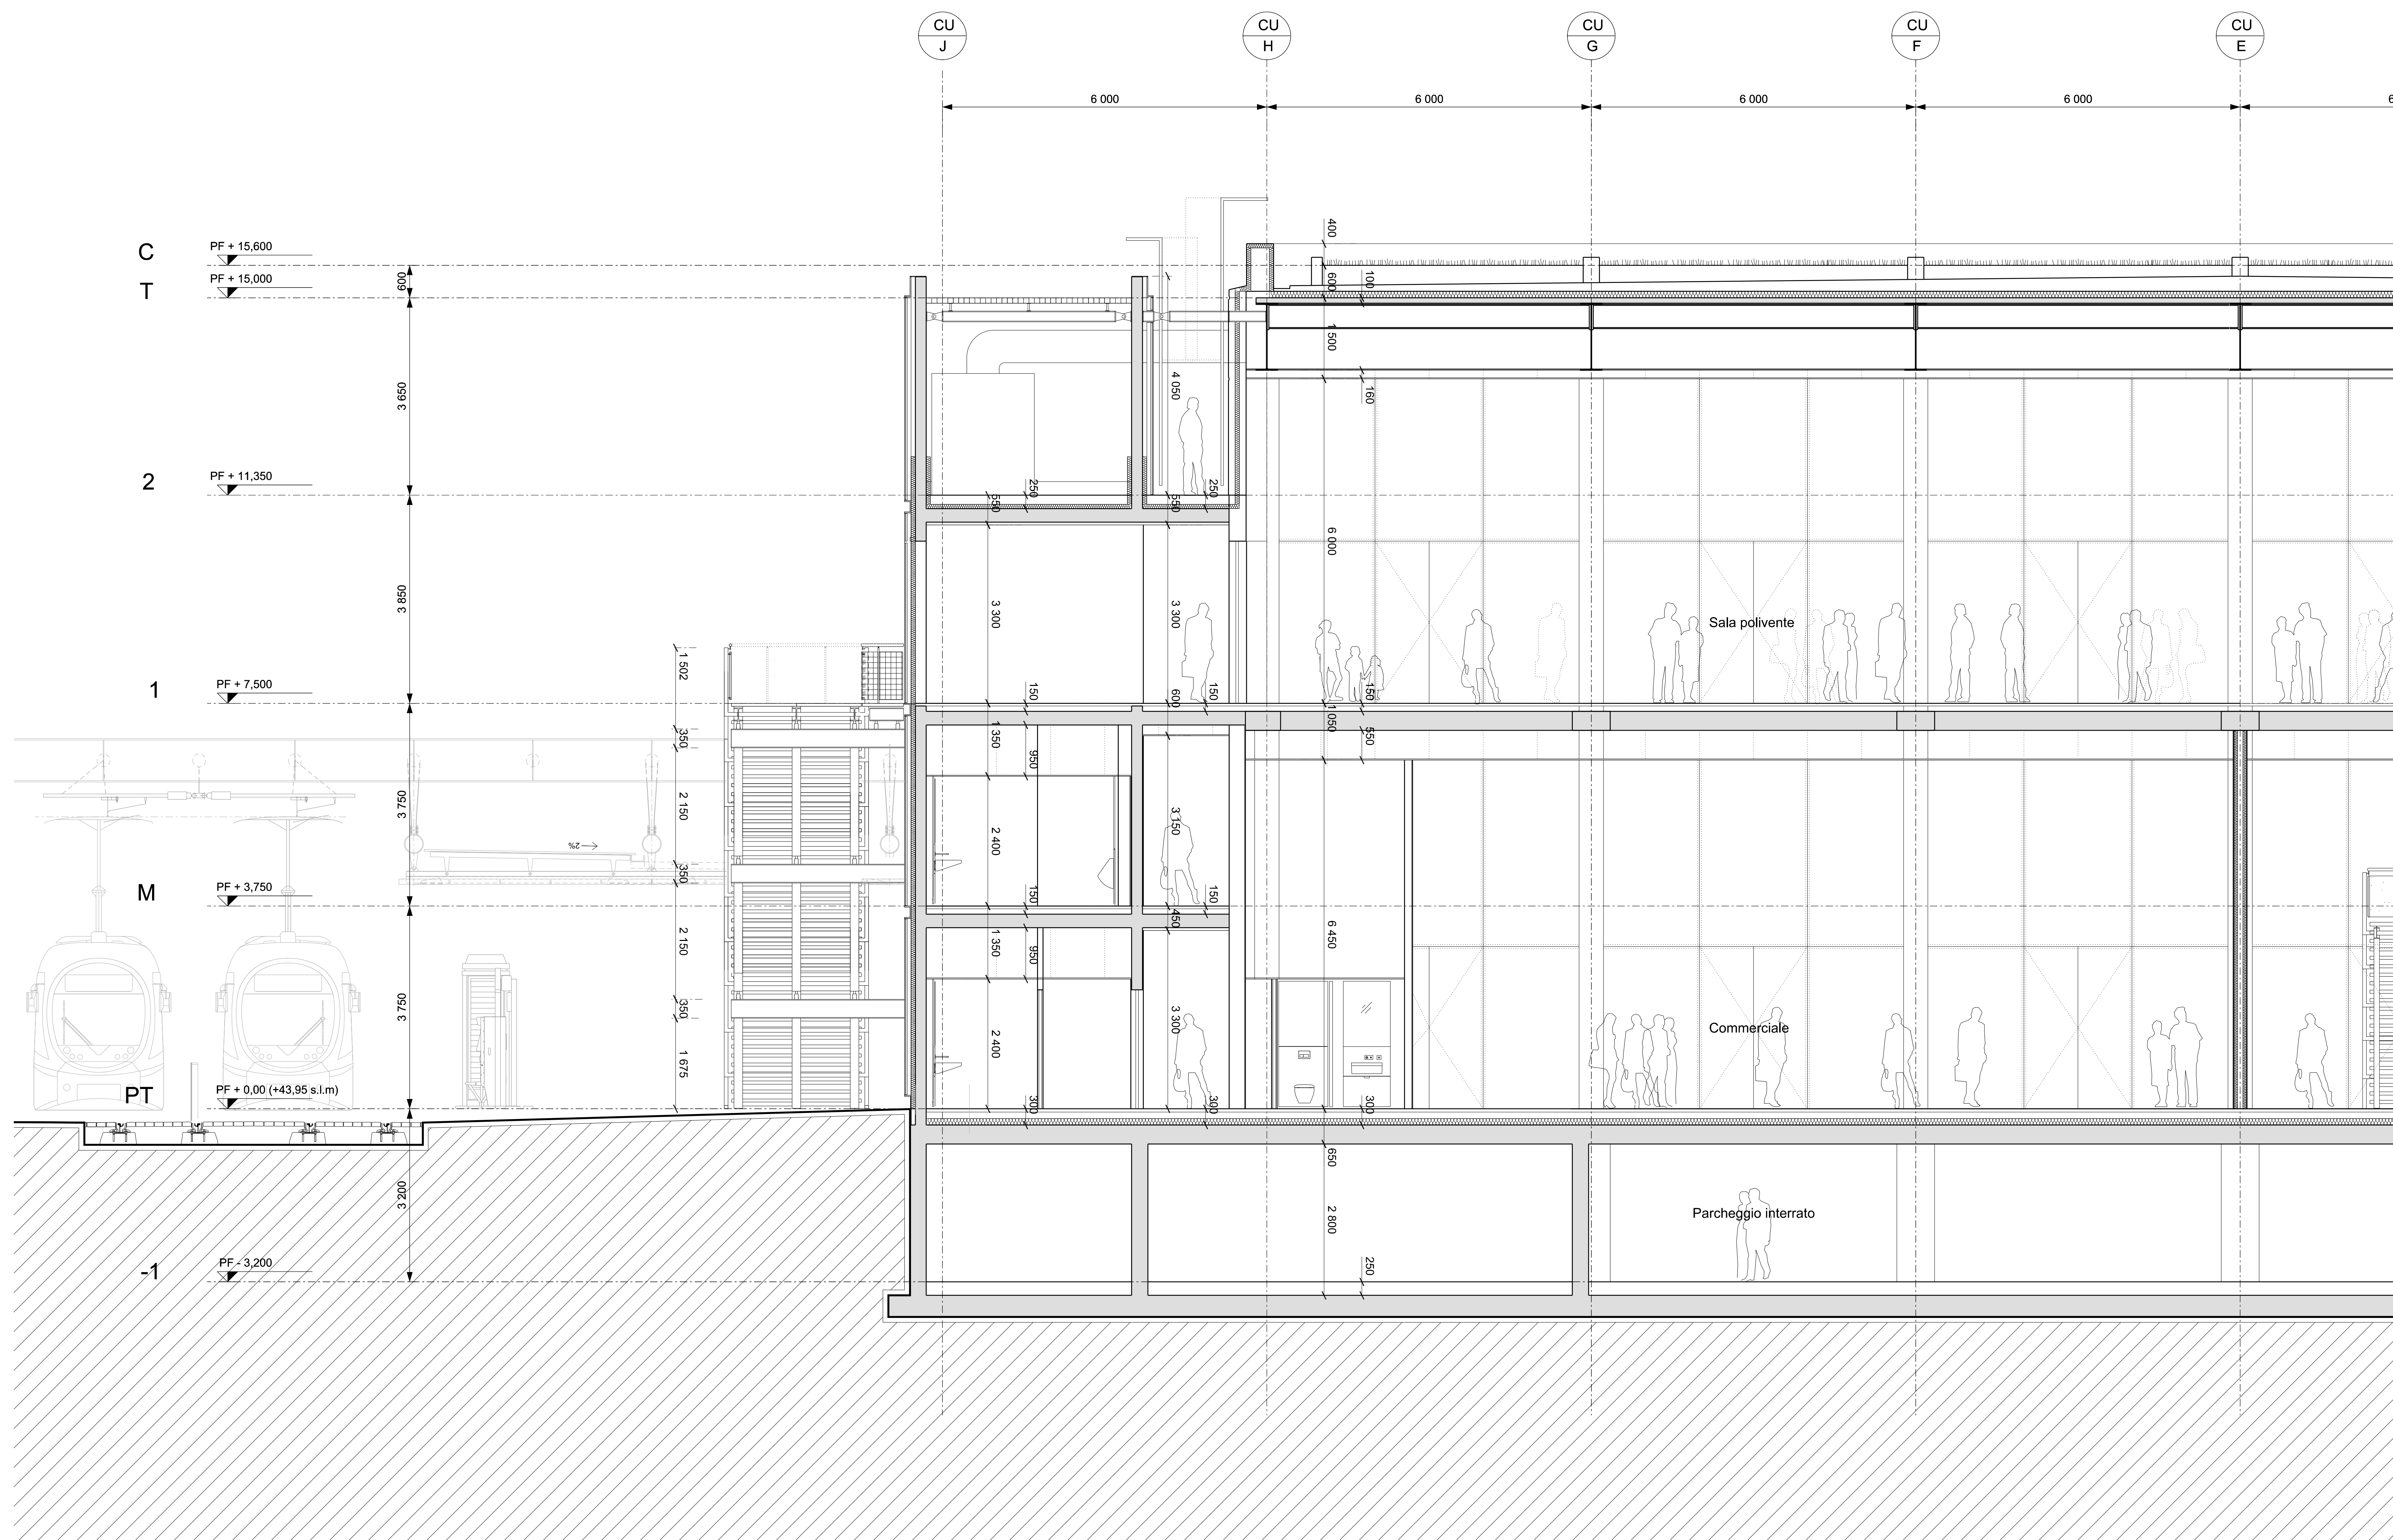 CU
J
CU
H
CU
G
CU
F
CU
E
6 000
6 000
6 000
6 000
6
C
PF + 15,600
T
PF + 15,000
600
400
600
100
1 500
160
3 650
4 050
2
PF + 11,350
550
250
550
250
6 000
3 850
3 300
3 300
Sala polivente
1 502
1
PF + 7,500
150
600
150
150
1 050
550
350
1 350
950
3 750
2 150
2%
2 400
3 150
350
M
PF + 3,750
150
450
150
6 450
2 150
1 350
950
3 750
350
2 400
3 300
Commerciale
1 675
PT
PF + 0,00 (+43,95 s.l.m)
300
300
300
650
3 200
2 800
Parcheggio interrato
-1
PF - 3,200
250